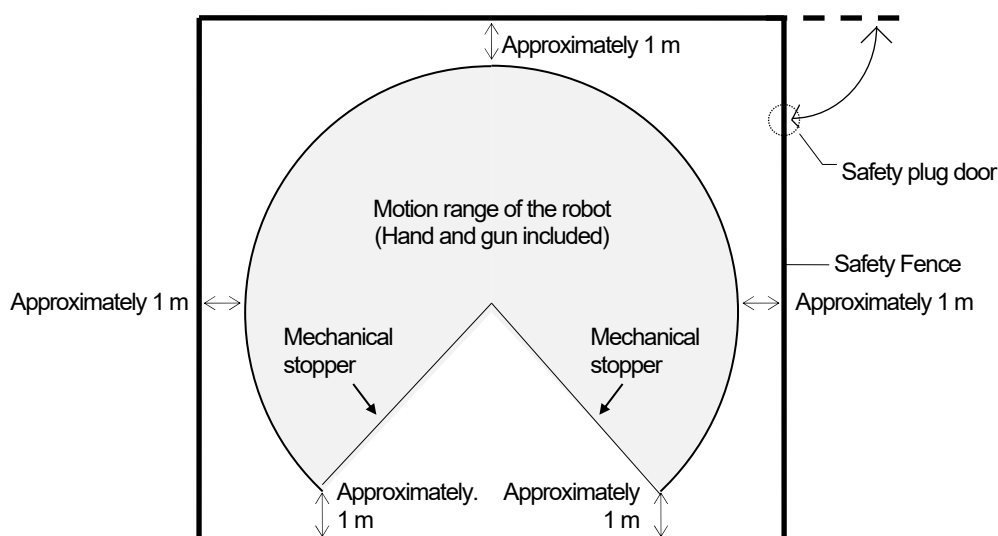 Approximately 1 m
Safety plug door
Motion range of the robot
(Hand and gun included)
Safety Fence
Approximately 1 m
Approximately 1 m
Mechanical
stopper
Mechanical
stopper
Approximately.
1 m
Approximately
1 m